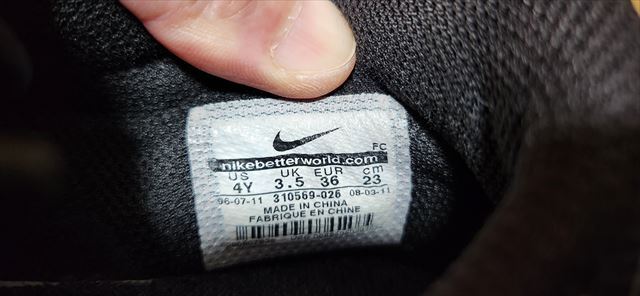 FC
nikebetterworld.com
US UK EUR cm
4Y 3.5 36 23
06-07-11 310569-026 08-03-11
MADE IN CHINA
FABRIQUE EN CHINE